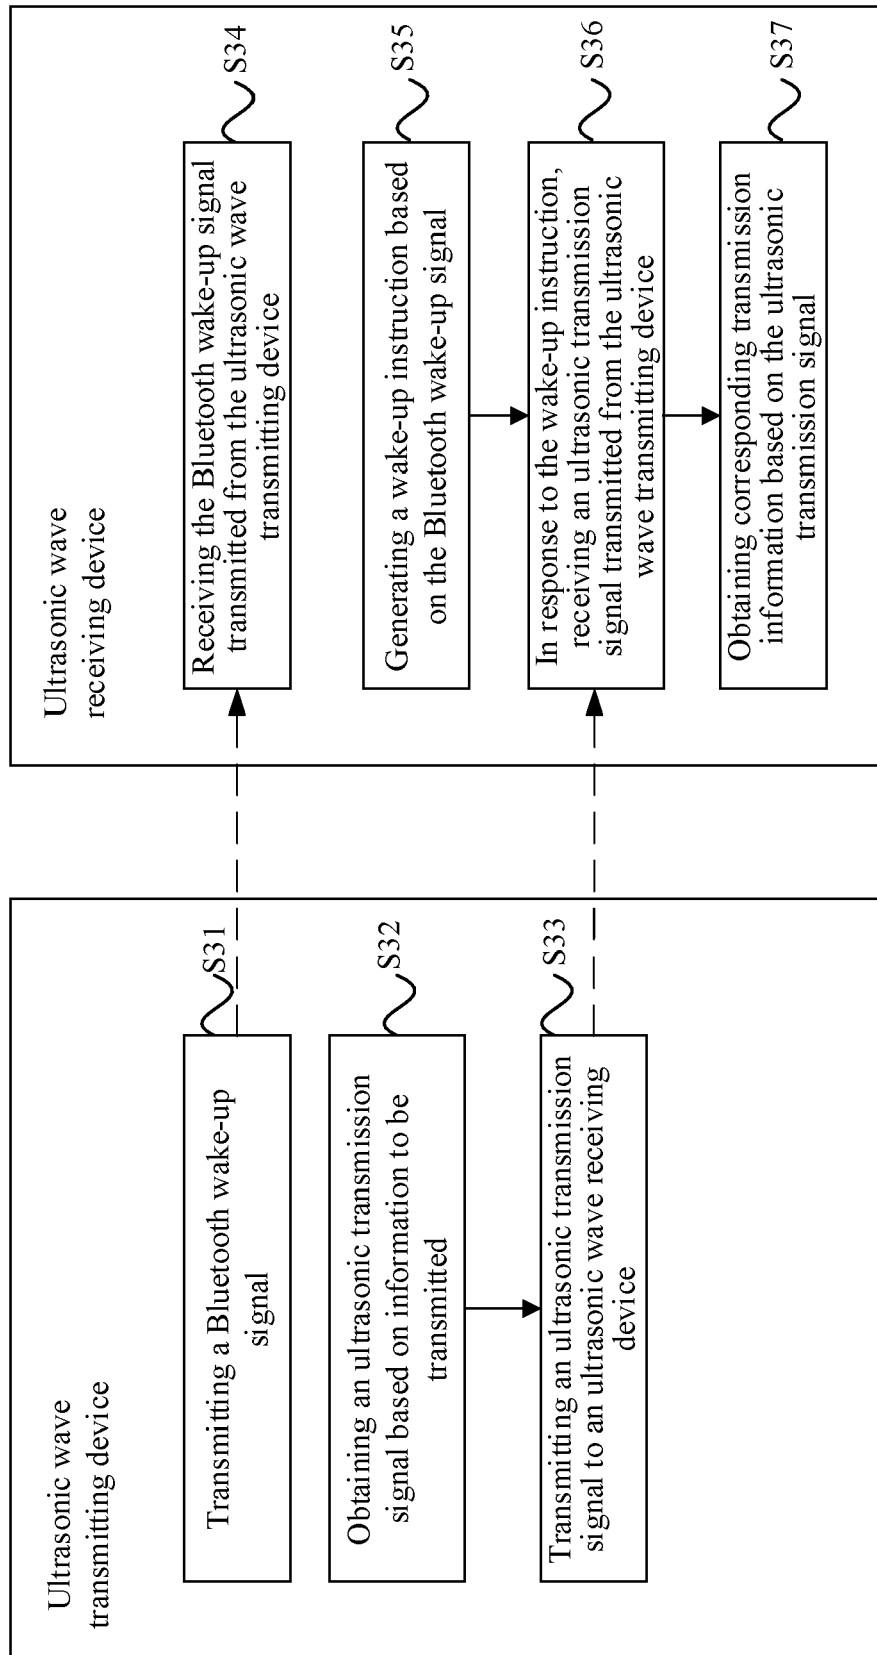 Ultrasonic wave
transmitting device
Transmitting a Bluetooth wake-up
signal
S31
Obtaining an ultrasonic transmission
signal based on information to be
transmitted
S32
Transmitting an ultrasonic transmission
signal to an ultrasonic wave receiving
device
S33
Ultrasonic wave
receiving device
Receiving the Bluetooth wake-up signal
transmitted from the ultrasonic wave
transmitting device
S34
Generating a wake-up instruction based
on the Bluetooth wake-up signal
S35
In response to the wake-up instruction,
receiving an ultrasonic transmission
signal transmitted from the ultrasonic
wave transmitting device
S36
Obtaining corresponding transmission
information based on the ultrasonic
transmission signal
S37